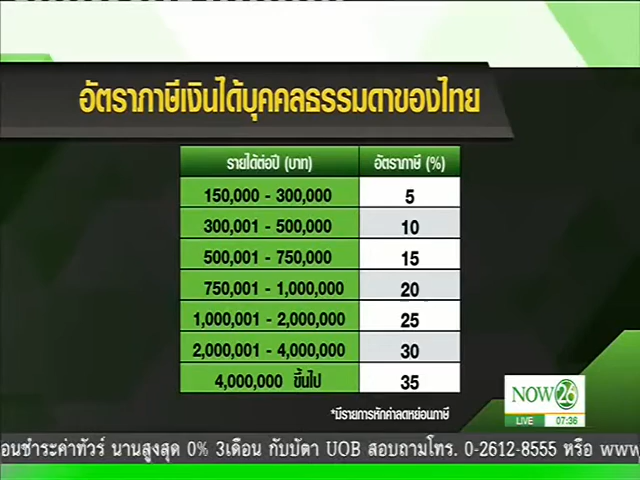 อัตราภาษีเงินได้บุคคลธรรมดาของไทย
รายได้ต่อปี (บาท) อัตราภาษี (%)
150,000 - 300,000 5
300,001 - 500,000 10
500,001 - 750,000 15
750,001 - 1,000,000 20
1,000,001 - 2,000,000 25
2,000,001 - 4,000,000 30
4,000,000 ขึ้นไป 35
*มีรายการหักค่าลดหย่อนภาษี
NOW26
LIVE 07:36
อนชำระค่าทัวร์ นานสูงสุด 0% 3เดือน กับบัตา UOB สอบถามโทร. 0-2612-8555 หรือ www